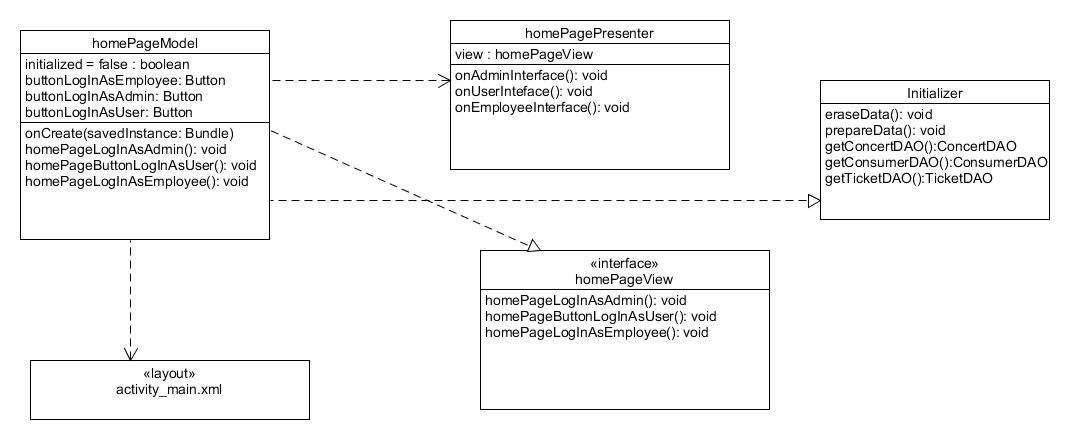 homePageModel
initialized = false : boolean
buttonLogInAsEmployee: Button
buttonLogInAsAdmin: Button
buttonLogInAsUser: Button
onCreate(savedInstance: Bundle)
homePageLogInAsAdmin(): void
homePageButtonLogInAsUser(): void
homePageLogInAsEmployee(): void
homePagePresenter
view : homePageView
onAdminInterface(): void
onUserInteface(): void
onEmployeeInterface(): void
Initializer
eraseData(): void
prepareData(): void
getConcertDAO():ConcertDAO
getConsumerDAO():ConsumerDAO
getTicketDAO():TicketDAO
«interface»
homePageView
homePageLogInAsAdmin(): void
homePageButtonLogInAsUser(): void
homePageLogInAsEmployee(): void
«layout»
activity_main.xml